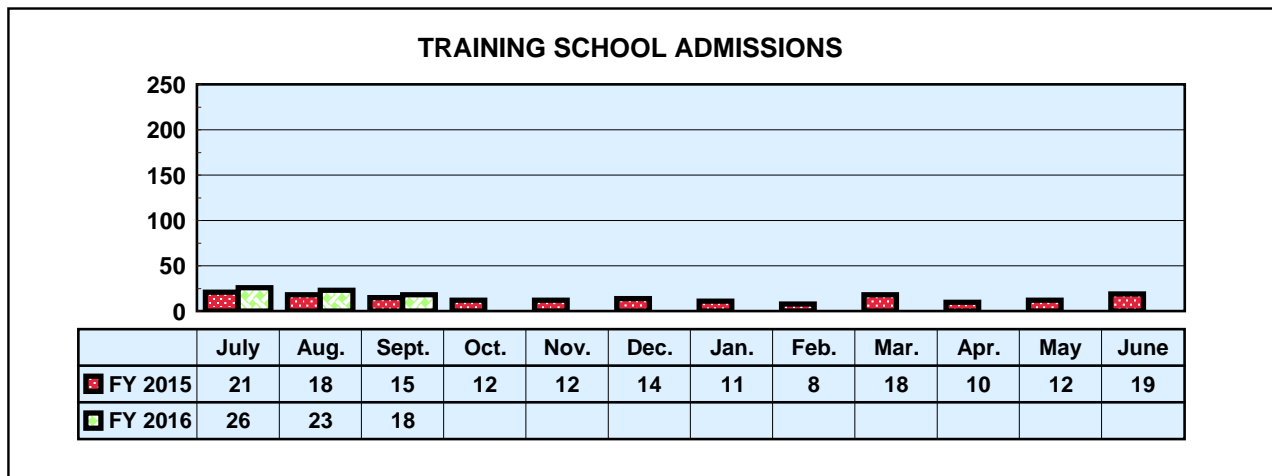 TRAINING SCHOOL ADMISSIONS
250
200
150
100
50
0
July Aug. Sept. Oct. Nov. Dec. Jan. Feb. Mar. Apr. May June
FY 2015 21 18 15 12 12 14 11 8 18 10 12 19
FY 2016 26 23 18